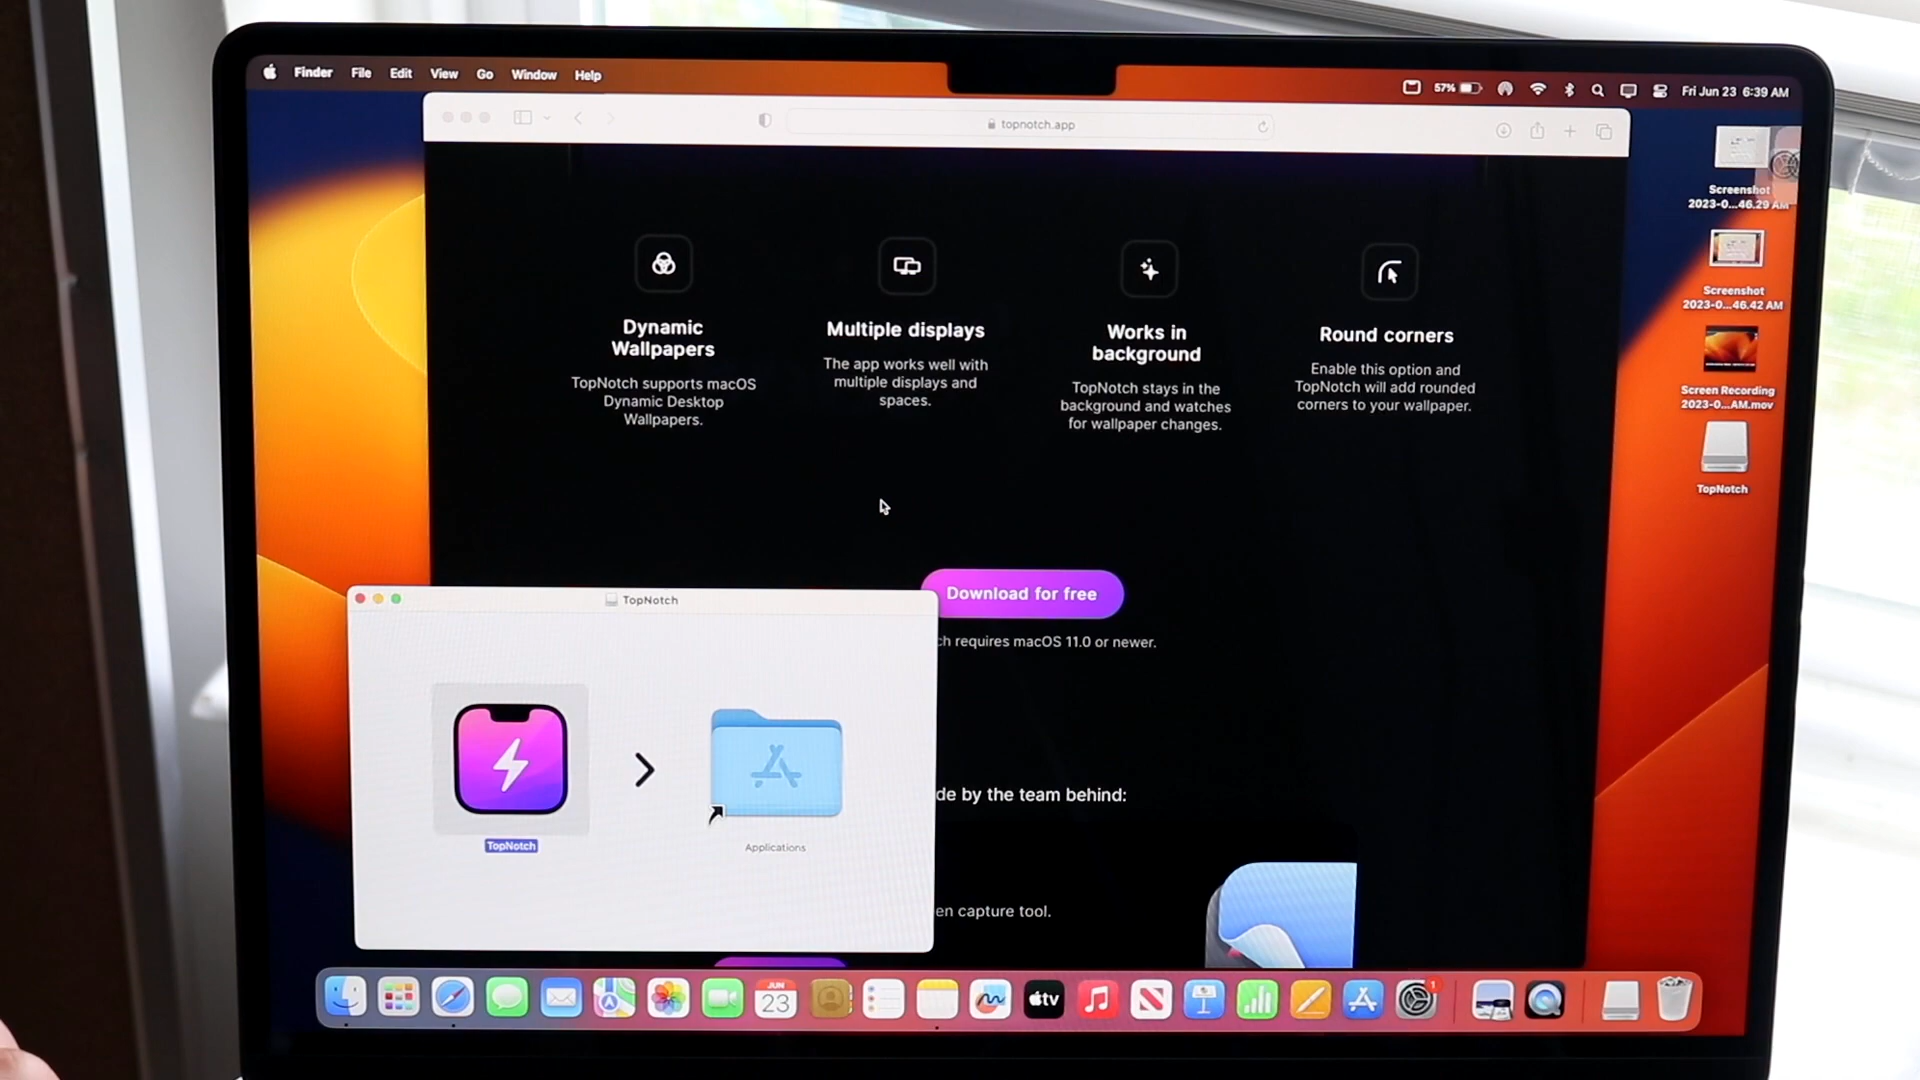 Finder File Edit View Go Window Help
57% Fri Jun 23 6:39 AM
topnotch.app
Screenshot
2023-0...46.29 AM
Screenshot
2023-0...46.42 AM
Screen Recording
2023-0...AM.mov
TopNotch
Dynamic
Wallpapers
TopNotch supports macOS
Dynamic Desktop
Wallpapers.
Multiple displays
The app works well with
multiple displays and
spaces.
Works in
background
TopNotch stays in the
background and watches
for wallpaper changes.
Round corners
Enable this option and
TopNotch will add rounded
corners to your wallpaper.
Download for free
ch requires macOS 11.0 or newer.
de by the team behind:
en capture tool.
TopNotch
TopNotch
Applications
JUN
23
tv
1